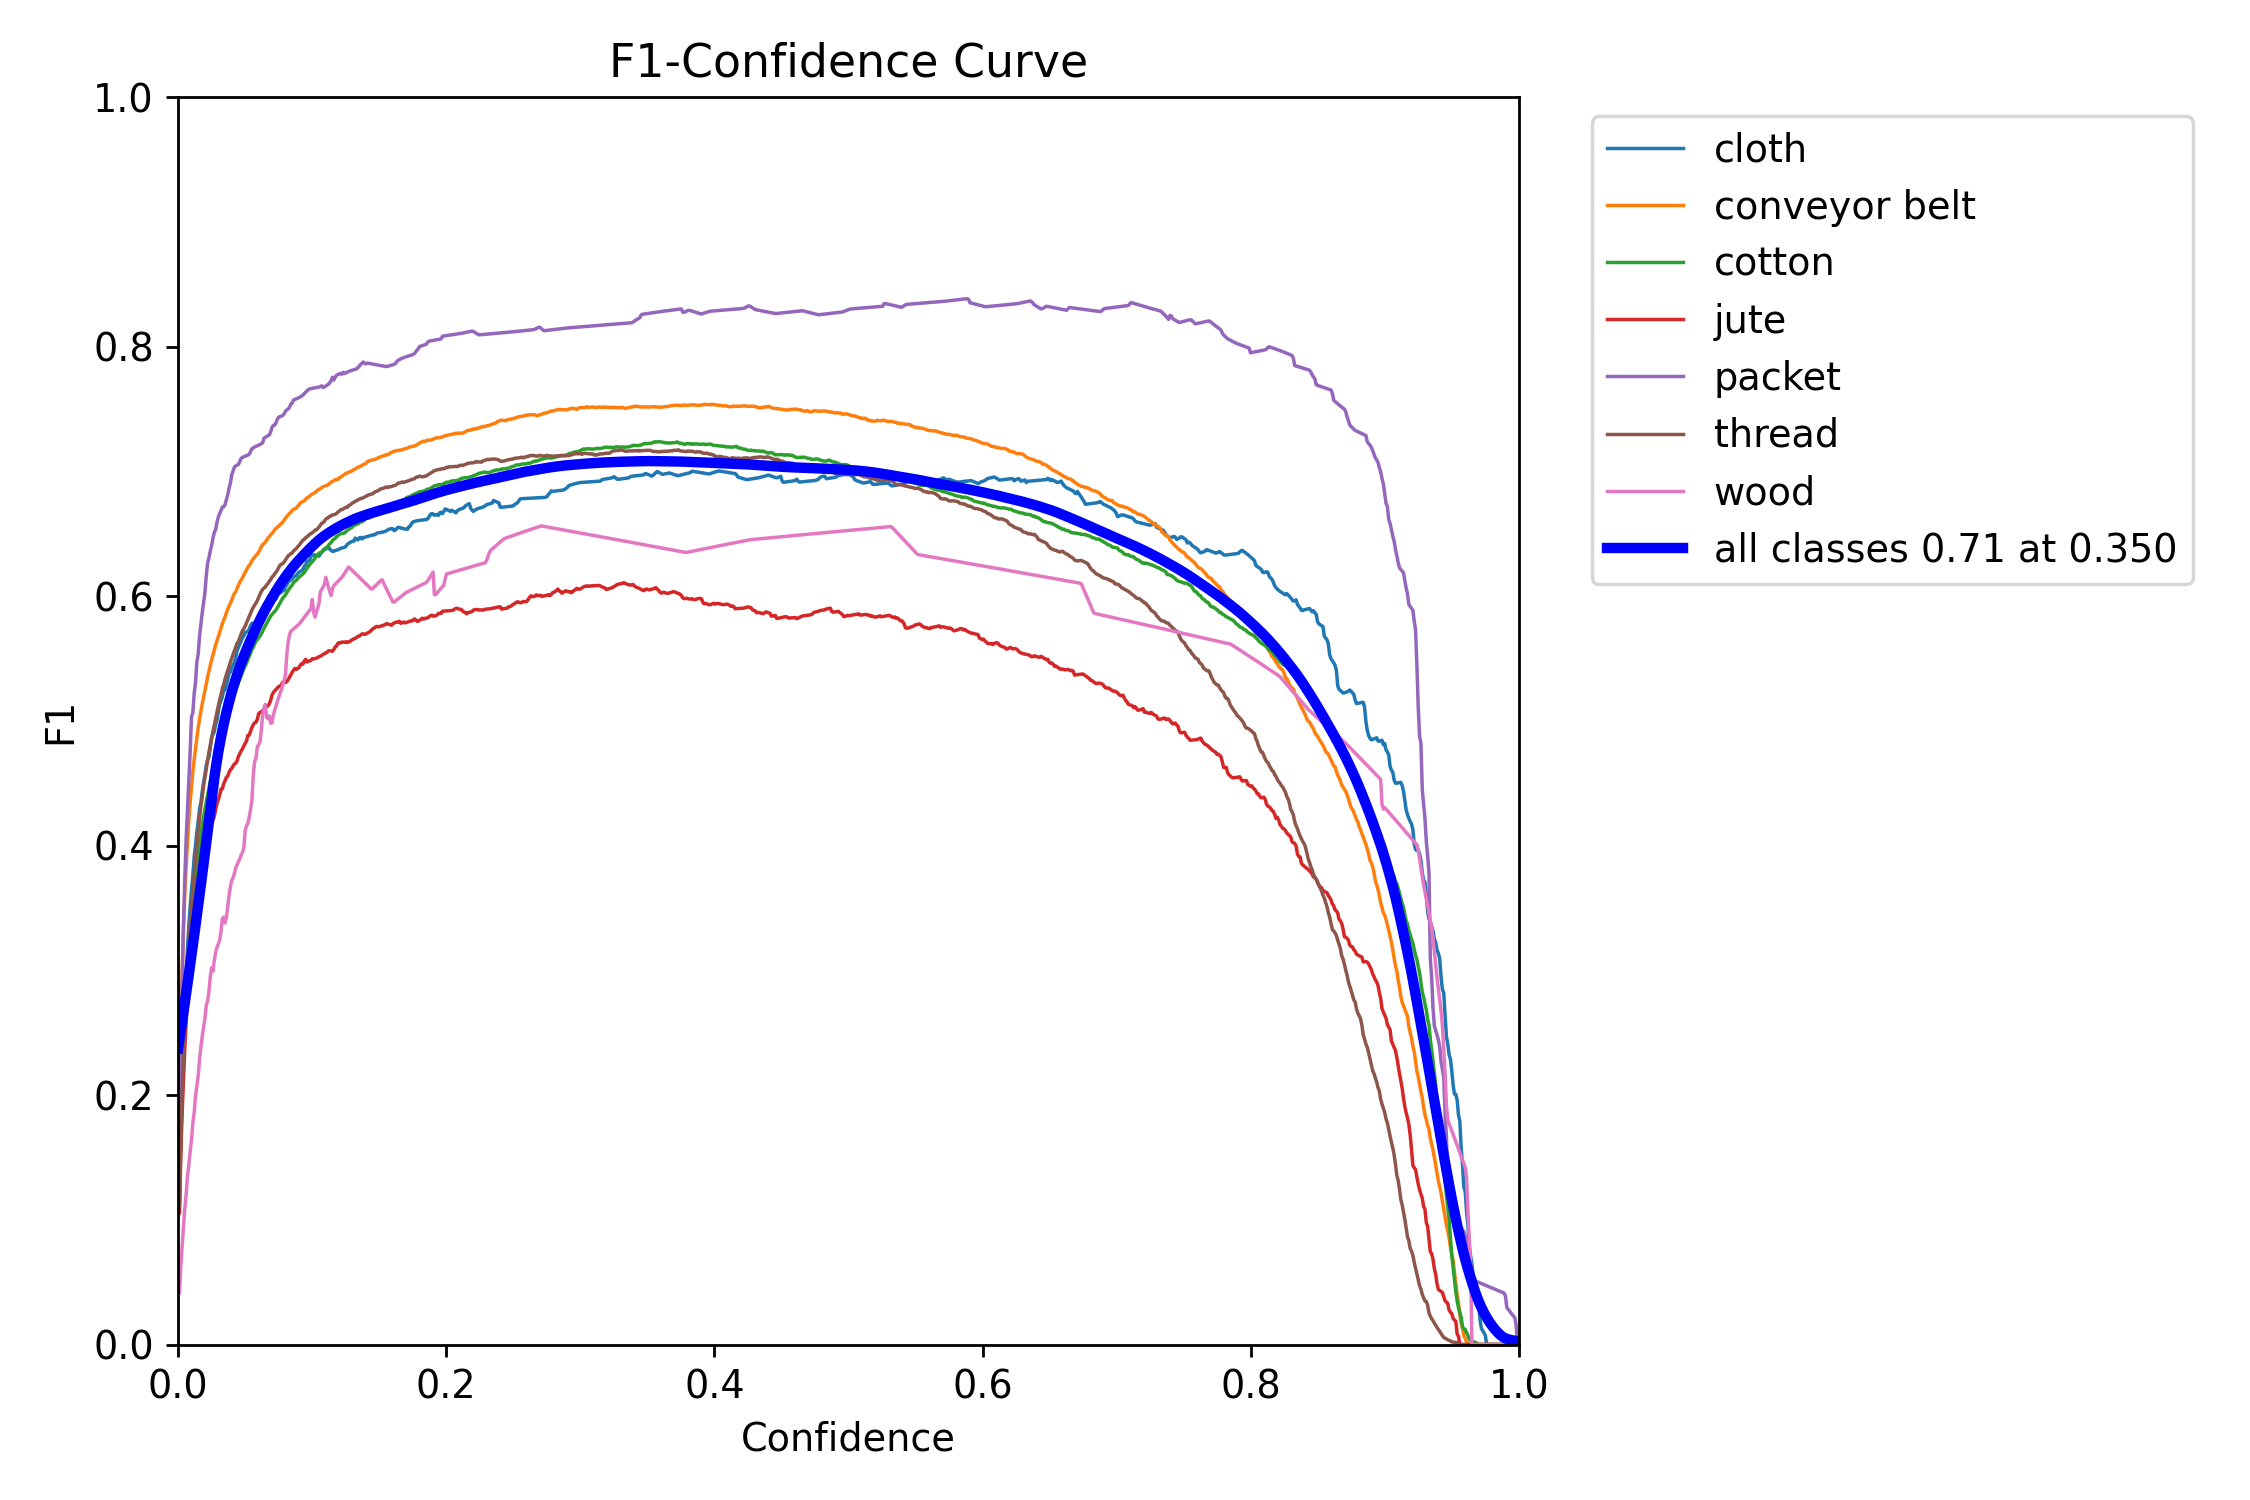 F1-Confidence Curve
1.0
0.8
0.6
0.4
0.2
0.0
F1
0.0 0.2 0.4 0.6 0.8 1.0
Confidence
cloth
conveyor belt
cotton
jute
packet
thread
wood
all classes 0.71 at 0.350